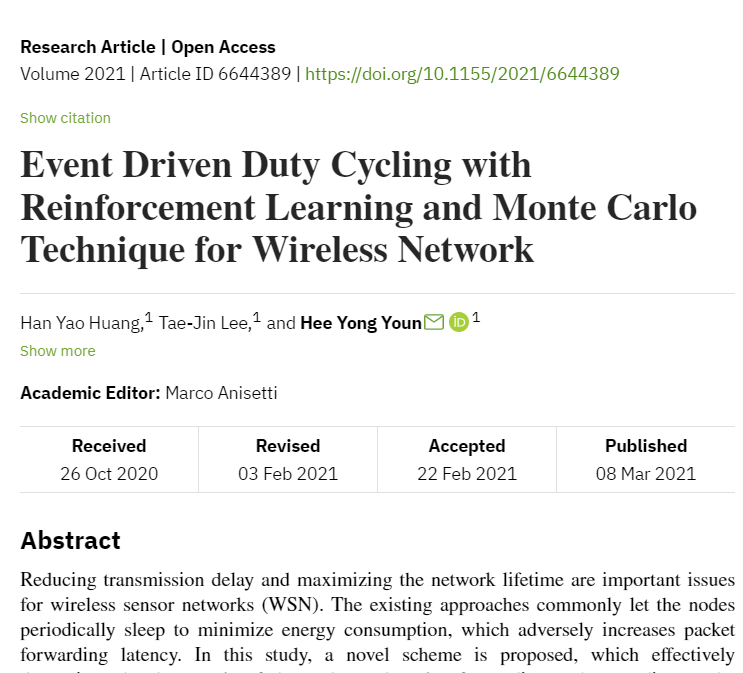 Research Article | Open Access
Volume 2021 | Article ID 6644389 | https://doi.org/10.1155/2021/6644389
Show citation
Event Driven Duty Cycling with
Reinforcement Learning and Monte Carlo
Technique for Wireless Network
Han Yao Huang,1 Tae-Jin Lee,1 and Hee Yong Youn iD 1
Show more
Academic Editor: Marco Anisetti
Received Revised Accepted Published
26 Oct 2020 03 Feb 2021 22 Feb 2021 08 Mar 2021
Abstract
Reducing transmission delay and maximizing the network lifetime are important issues
for wireless sensor networks (WSN). The existing approaches commonly let the nodes
periodically sleep to minimize energy consumption, which adversely increases packet
forwarding latency. In this study, a novel scheme is proposed, which effectively